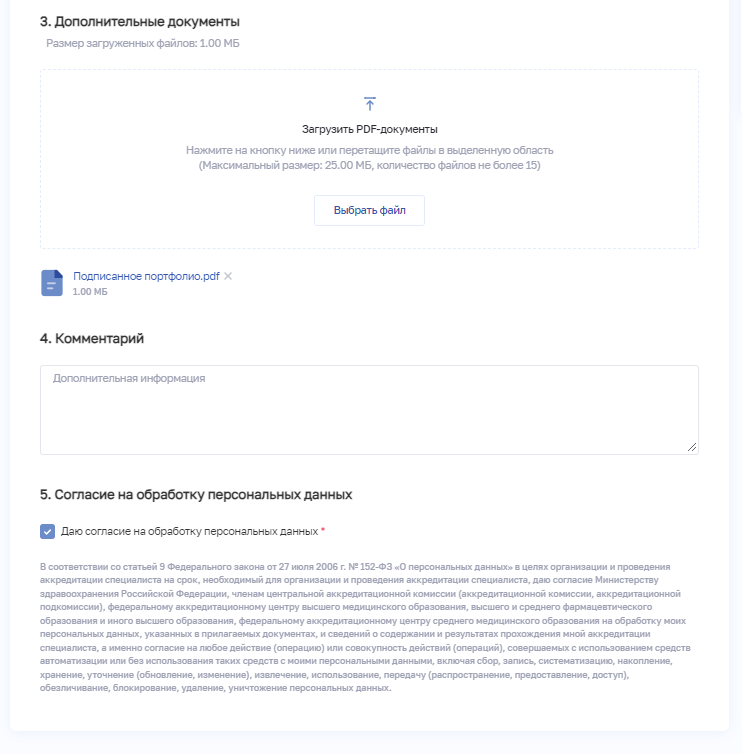 3. Дополнительные документы
Размер загруженных файлов: 1.00 МБ
Загрузить PDF-документы
Нажмите на кнопку ниже или перетащите файлы в выделенную область
(Максимальный размер: 25.00 МБ, количество файлов не более 15)
Выбрать файл
Подписанное портфолио.pdf
1.00 МБ
4. Комментарий
Дополнительная информация
5. Согласие на обработку персональных данных
Даю согласие на обработку персональных данных *
В соответствии со статьей 9 Федерального закона от 27 июля 2006 г. № 152-ФЗ «О персональных данных» в целях организации и проведения
аккредитации специалиста на срок, необходимый для организации и проведения аккредитации специалиста, даю согласие Министерству
здравоохранения Российской Федерации, членам центральной аккредитационной комиссии (аккредитационной комиссии, аккредитационной
подкомиссии), федеральному аккредитационному центру высшего медицинского образования, высшего и среднего фармацевтического
образования и иного высшего образования, федеральному аккредитационному центру среднего медицинского образования на обработку моих
персональных данных, указанных в прилагаемых документах, и сведений о содержании и результатах прохождения мной аккредитации
специалиста, а именно согласие на любое действие (операцию) или совокупность действий (операций), совершаемых с использованием средств
автоматизации или без использования таких средств с моими персональными данными, включая сбор, запись, систематизацию, накопление,
хранение, уточнение (обновление, изменение), извлечение, использование, передачу (распространение, предоставление, доступ),
обезличивание, блокирование, удаление, уничтожение персональных данных.